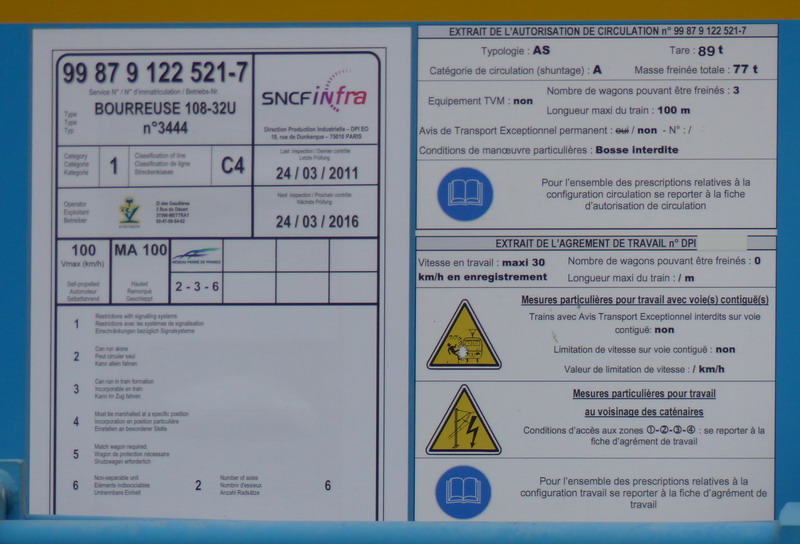 99 87 9 122 521-7
Service N° / N° d'immatriculation / Betriebs-Nr.
Type
Type
Typ
BOURREUSE 108-32U
n°3444
SNCF infra
Direction Production Industrielle – DPI EO
18, rue de Dunkerque – 75010 PARIS
Category
Catégorie
Kategorie
1
Classification of line
Classification de ligne
Streckenklasse
C4
Last inspection / Dernier contrôle
Letzte Prüfung
24 / 03 / 2011
Operator
Exploitant
Betreiber
ZI des Gaudières
3 Rue du Désert
37390 METTRAY
Next inspection / Prochain contrôle
Nächste Prüfung
24 / 03 / 2016
100
Vmax (km/h)
Self-propelled
Automoteur
Selbstfahrend
MA 100
Hauled
Remorqué
Geschleppt
RÉSEAU FERRÉ DE FRANCE
2 - 3 - 6
1
Restrictions with signalling systems
Restrictions avec les systèmes de signalisation
Einschränkungen bezüglich Signalsysteme
2
Can run alone
Peut circuler seul
Kann allein fahren
3
Can run in train formation
Incorporable en train
Kann im Zug fahren
4
Must be marshalled at a specific position
Incorporation en position particulière
Einstellen an besonderer Stelle
5
Match wagon required
Wagon de protection nécessaire
Shutzwagen erforderlich
6
Non-separable unit
Eléments indissociables
Untrennbare Einheit
2
Number of axles
Nombre d'essieux
Anzahl Radsätze
6
EXTRAIT DE L'AUTORISATION DE CIRCULATION n° 99 87 9 122 521-7
Typologie : AS
Tare : 89 t
Catégorie de circulation (shuntage) : A
Masse freinée totale : 77 t
Equipement TVM : non
Nombre de wagons pouvant être freinés : 3
Longueur maxi du train : 100 m
Avis de Transport Exceptionnel permanent : oui / non - N° : /
Conditions de manœuvre particulières : Bosse interdite
Pour l'ensemble des prescriptions relatives à la
configuration circulation se reporter à la fiche
d'autorisation de circulation
EXTRAIT DE L'AGREMENT DE TRAVAIL n° DPI
Vitesse en travail : maxi 30
km/h en enregistrement
Nombre de wagons pouvant être freinés : 0
Longueur maxi du train : / m
Mesures particulières pour travail avec voie(s) contiguë(s)
Trains avec Avis Transport Exceptionnel interdits sur voie
contiguë: non
Limitation de vitesse sur voie contiguë : non
Valeur de limitation de vitesse : / km/h
Mesures particulières pour travail
au voisinage des caténaires
Conditions d'accès aux zones ①-②-③-④ : se reporter à la
fiche d'agrément de travail
Pour l'ensemble des prescriptions relatives à la
configuration travail se reporter à la fiche d'agrément de
travail